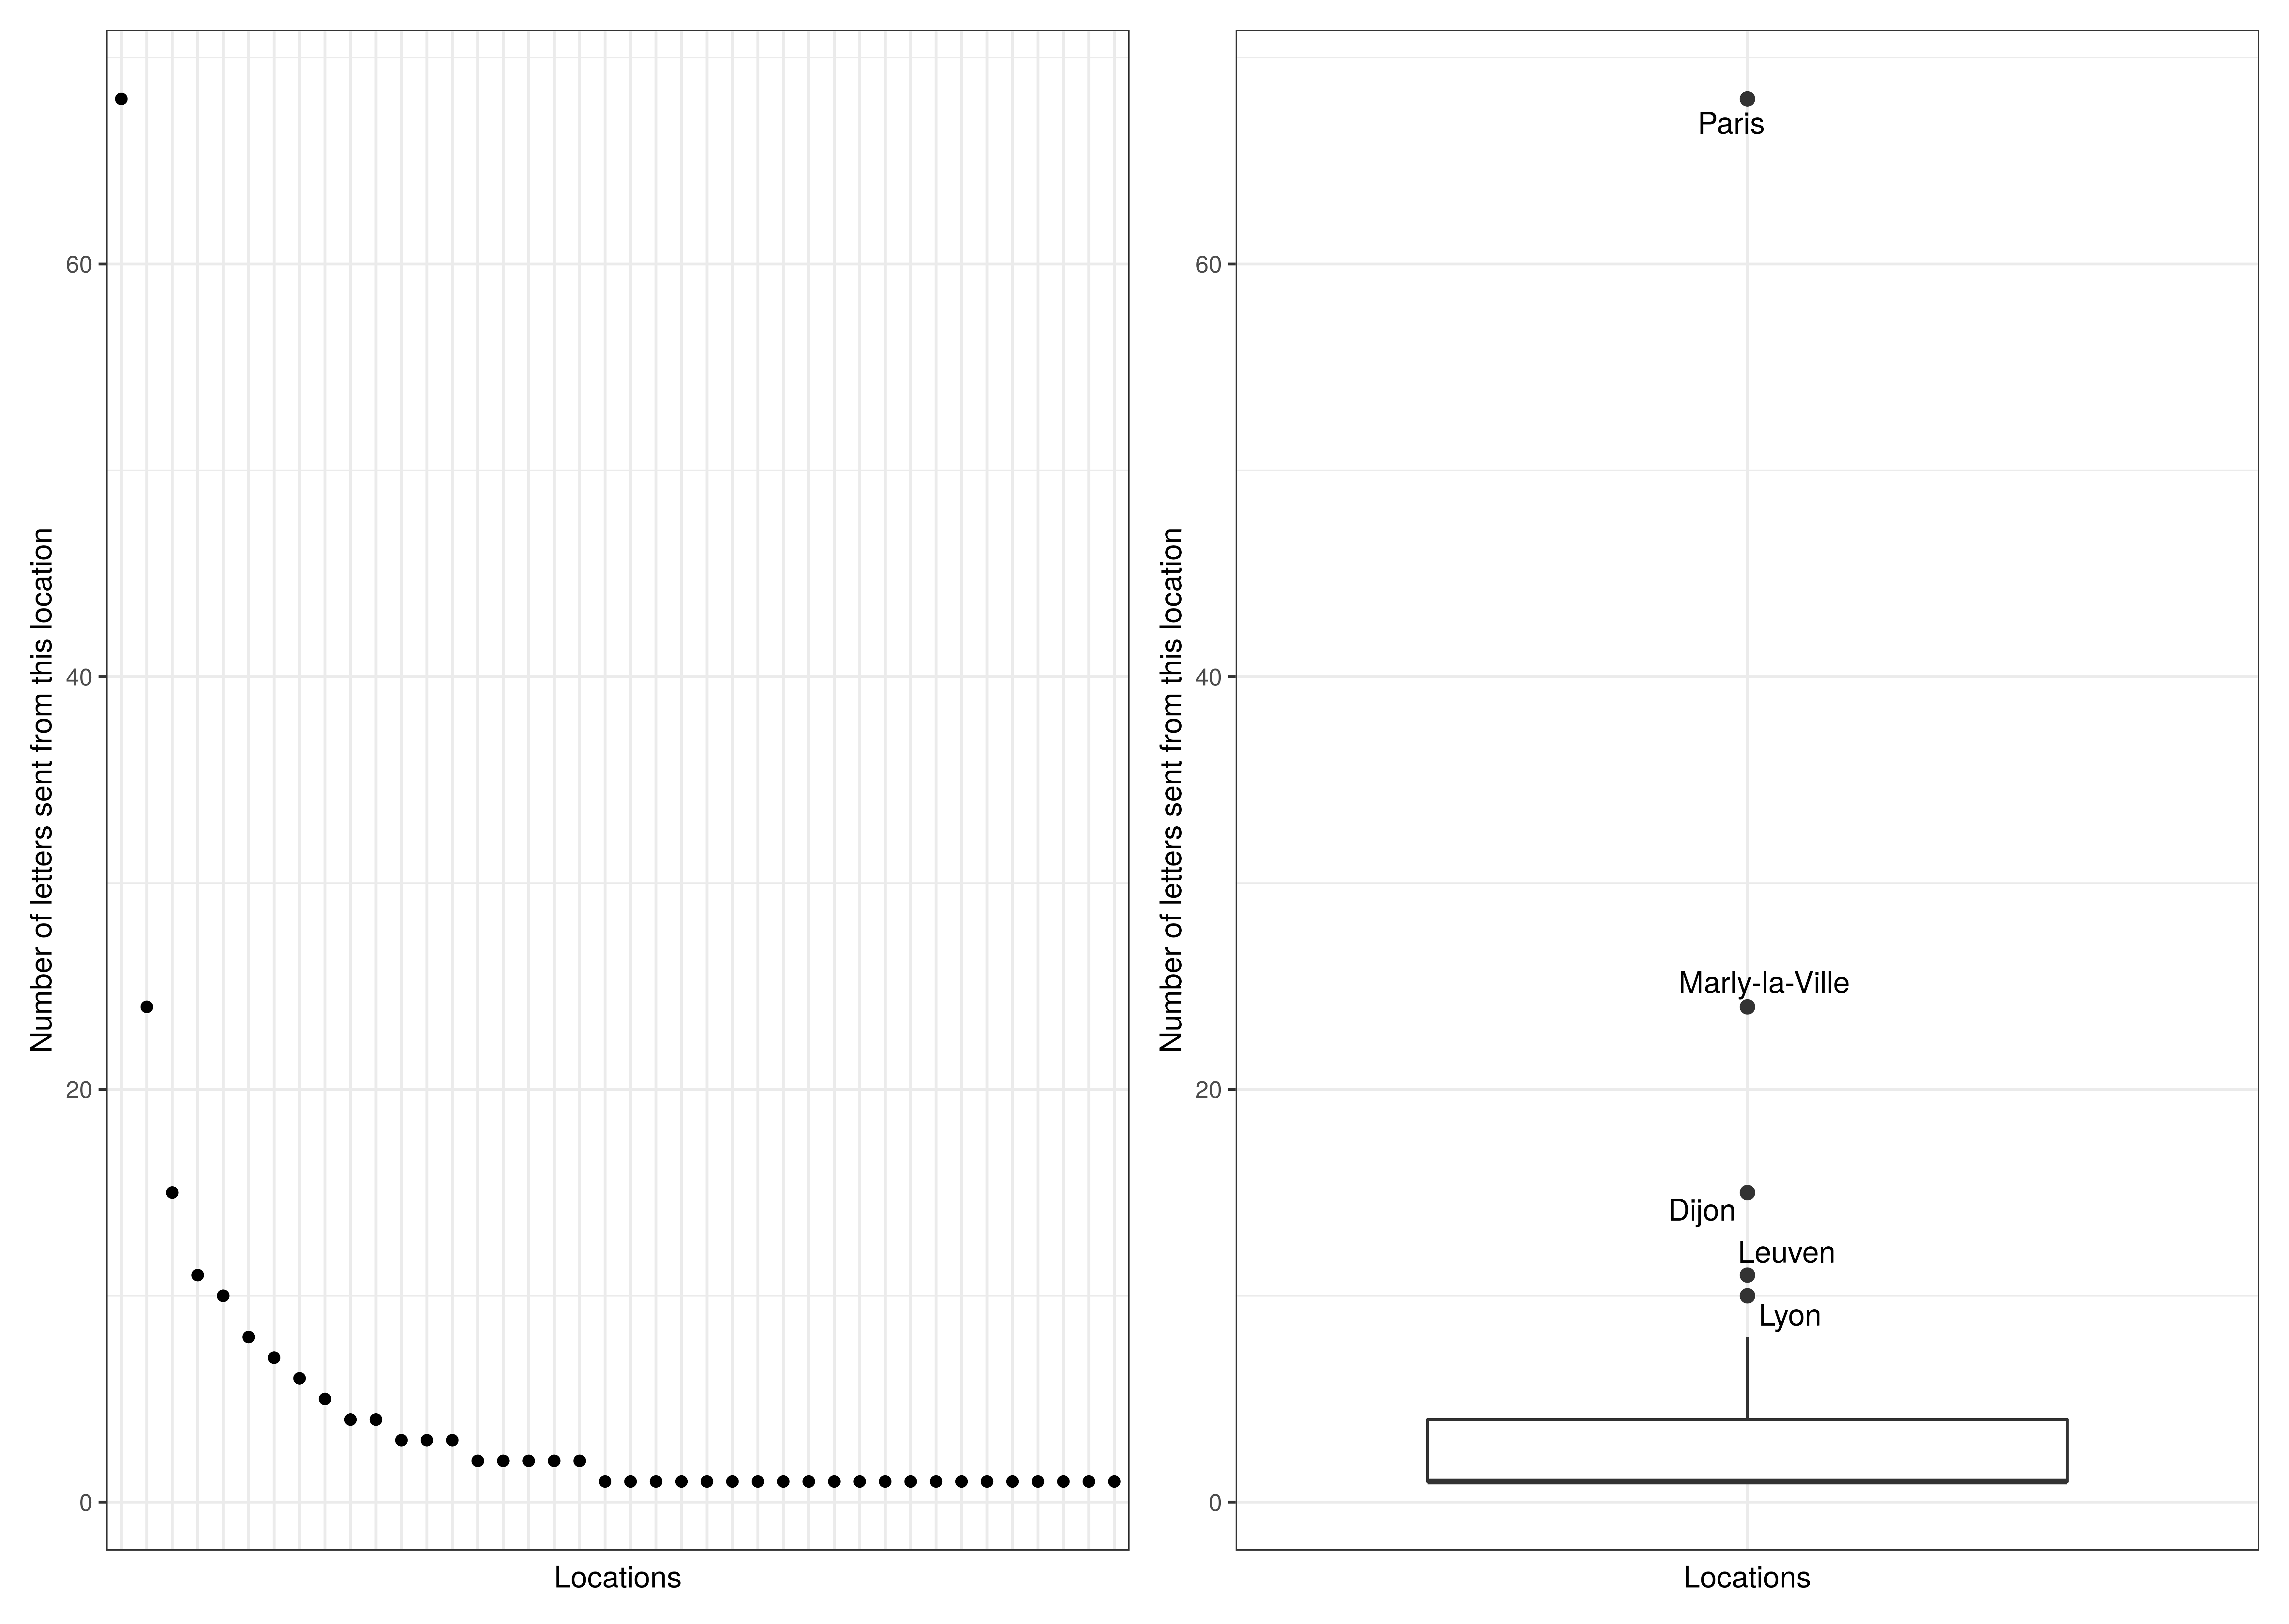 Number of letters sent from this location
60
40
20
0
Locations
Number of letters sent from this location
60
40
20
0
Paris
Marly-la-Ville
Dijon
Leuven
Lyon
Locations